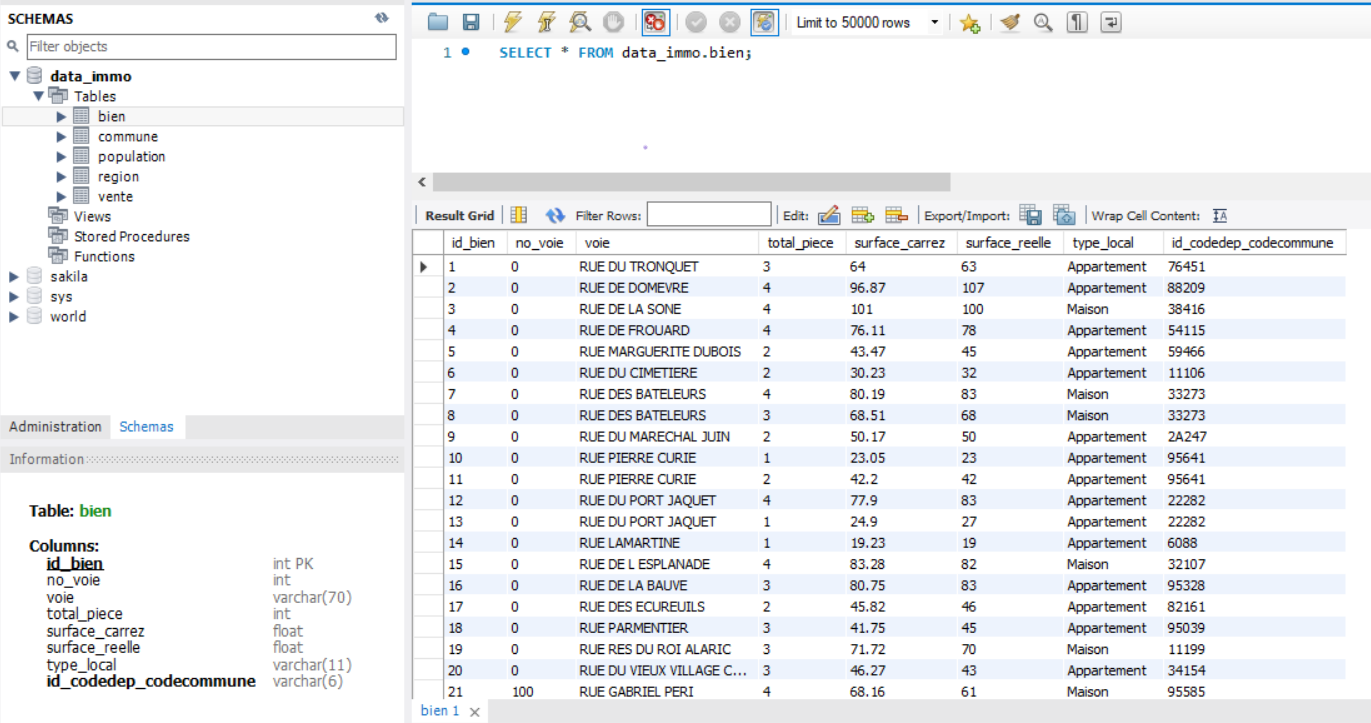 SCHEMAS
Filter objects
data_immo
Tables
bien
commune
population
region
vente
Views
Stored Procedures
Functions
sakila
sys
world
Administration Schemas
Information
Table: bien
Columns:
id_bien int PK
no_voie int
voie varchar(70)
total_piece int
surface_carrez float
surface_reelle float
type_local varchar(11)
id_codedep_codecommune varchar(6)
Limit to 50000 rows
1 SELECT * FROM data_immo.bien;
Result Grid Filter Rows: Edit: Export/Import: Wrap Cell Content: IA
id_bien no_voie voie total_piece surface_carrez surface_reelle type_local id_codedep_codecommune
1 0 RUE DU TRONQUET 3 64 63 Appartement 76451
2 0 RUE DE DOMEVRE 4 96.87 107 Appartement 88209
3 0 RUE DE LA SONE 4 101 100 Maison 38416
4 0 RUE DE FROUARD 4 76.11 78 Appartement 54115
5 0 RUE MARGUERITE DUBOIS 2 43.47 45 Appartement 59466
6 0 RUE DU CIMETIERE 2 30.23 32 Appartement 11106
7 0 RUE DES BATELEURS 4 80.19 83 Maison 33273
8 0 RUE DES BATELEURS 3 68.51 68 Maison 33273
9 0 RUE DU MARECHAL JUIN 2 50.17 50 Appartement 2A247
10 0 RUE PIERRE CURIE 1 23.05 23 Appartement 95641
11 0 RUE PIERRE CURIE 2 42.2 42 Appartement 95641
12 0 RUE DU PORT JAQUET 4 77.9 83 Appartement 22282
13 0 RUE DU PORT JAQUET 1 24.9 27 Appartement 22282
14 0 RUE LAMARTINE 1 19.23 19 Appartement 6088
15 0 RUE DE L ESPLANADE 4 83.28 82 Maison 32107
16 0 RUE DE LA BAUVE 3 80.75 83 Appartement 95328
17 0 RUE DES ECUREUILS 2 45.82 46 Appartement 82161
18 0 RUE PARMENTIER 3 41.75 45 Appartement 95039
19 0 RUE RES DU ROI ALARIC 3 71.72 70 Maison 11199
20 0 RUE DU VIEUX VILLAGE C... 3 46.27 43 Appartement 34154
21 100 RUE GABRIEL PERI 4 68.16 61 Maison 95585
bien 1